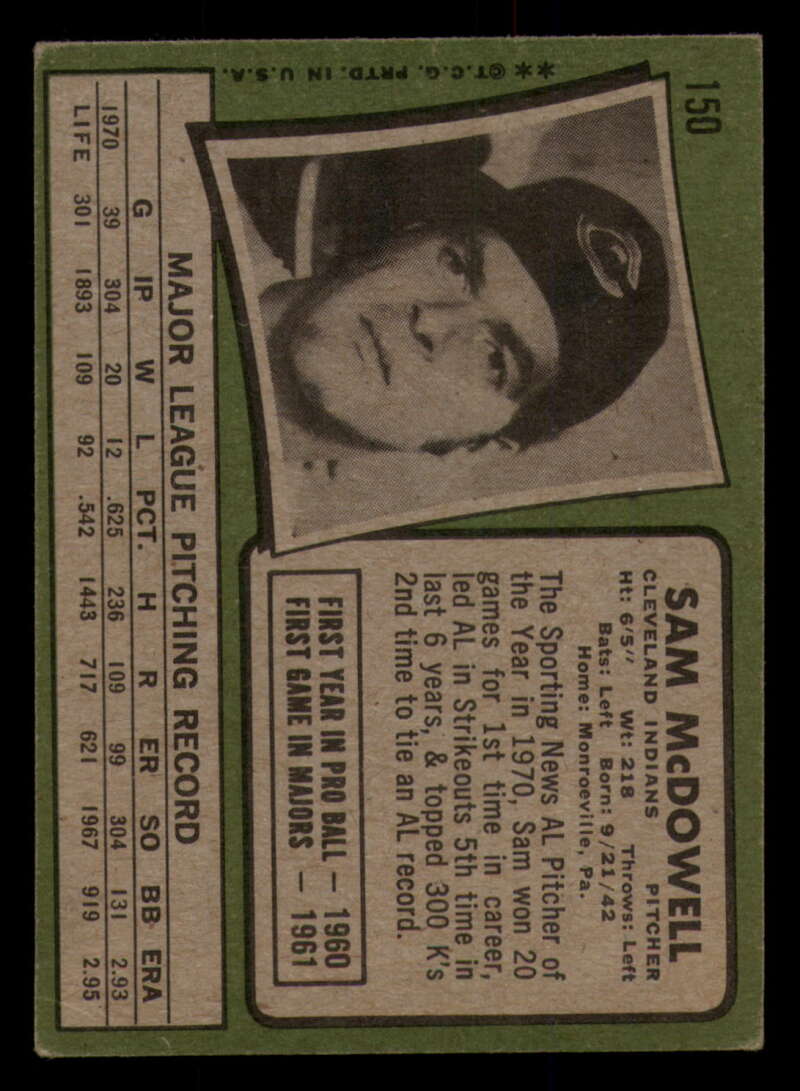 150
**©T.C.G. PRTD. IN U.S.A.
SAM McDOWELL
CLEVELAND INDIANS PITCHER
Ht: 6'5" Wt: 218 Throws: Left
Bats: Left Born: 9/21/42
Home: Monroeville, Pa.
The Sporting News AL Pitcher of
the Year in 1970, Sam won 20
games for 1st time in career,
led AL in Strikeouts 5th time in
last 6 years, & topped 300 K's
2nd time to tie an AL record.
FIRST YEAR IN PRO BALL — 1960
FIRST GAME IN MAJORS — 1961
MAJOR LEAGUE PITCHING RECORD
G IP W L PCT. H R ER SO BB ERA
1970 39 304 20 12 .625 236 109 99 304 131 2.93
LIFE 301 1893 109 92 .542 1443 717 621 1967 919 2.95